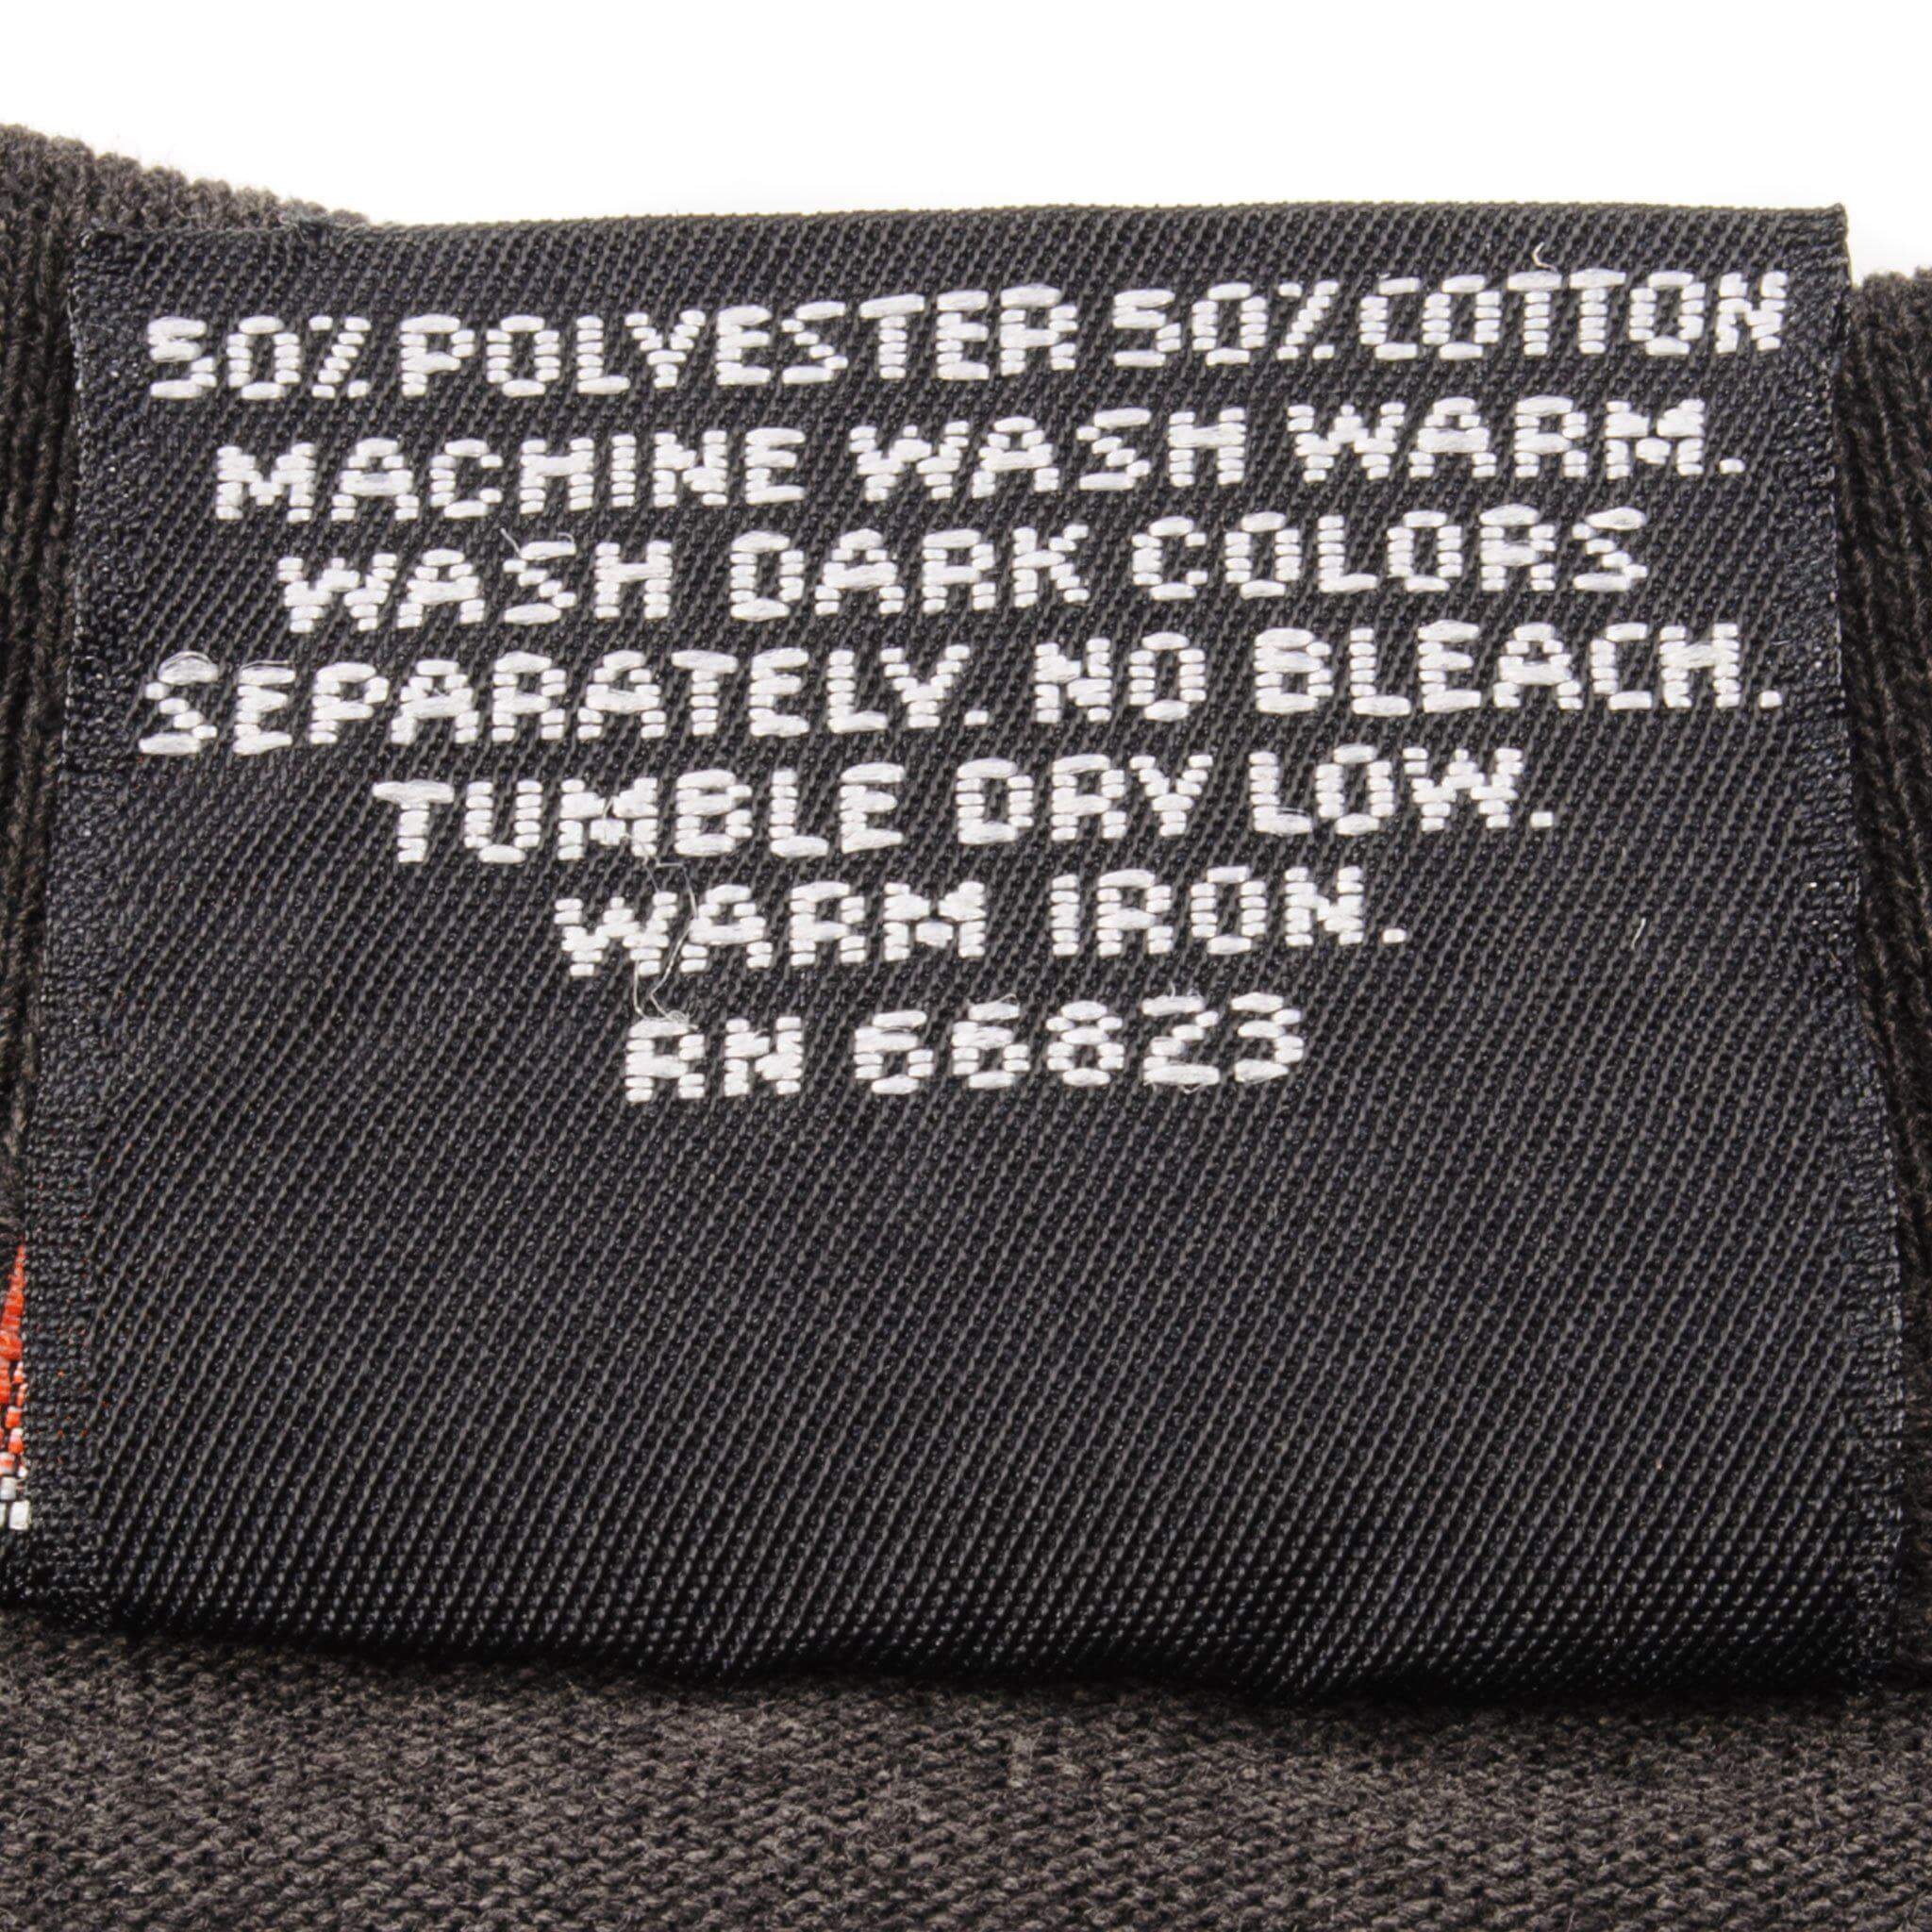 50% POLYESTER 50% COTTON
MACHINE WASH WARM.
WASH DARK COLORS
SEPARATELY. NO BLEACH.
TUMBLE DRY LOW.
WARM IRON.
RN 66823